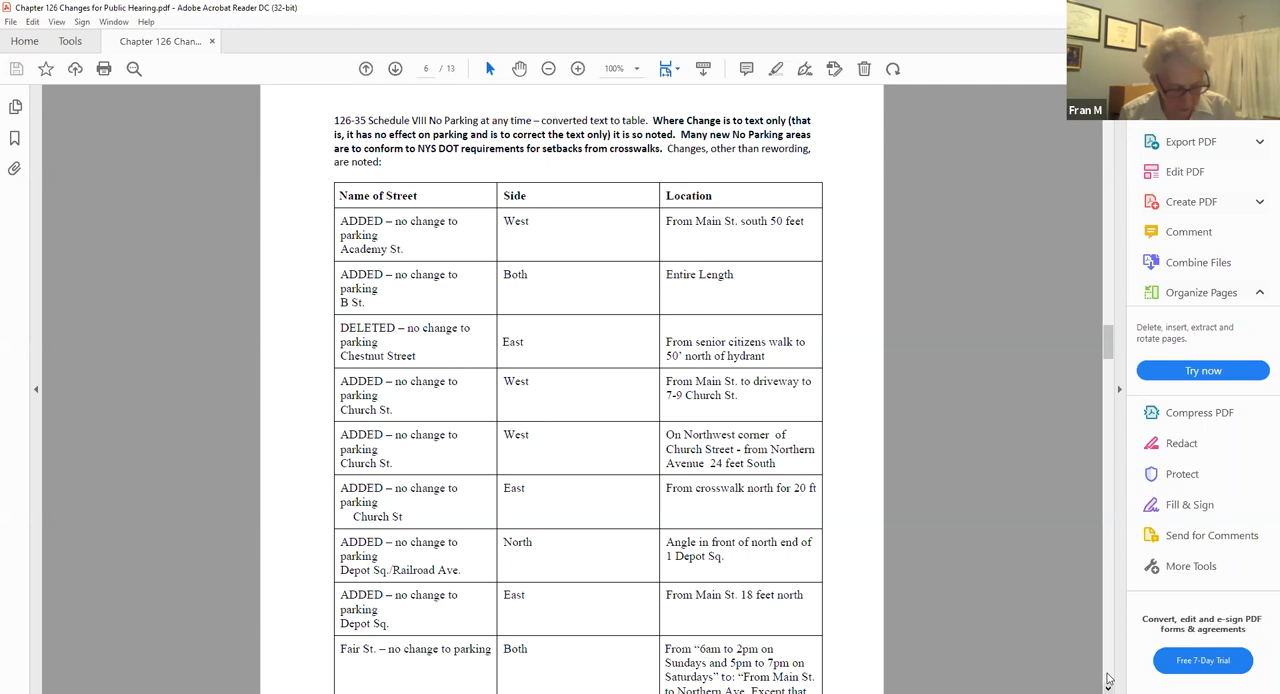 Chapter 126 Changes for Public Hearing.pdf - Adobe Acrobat Reader DC (32-bit)
File Edit View Sign Window Help
Home Tools Chapter 126 Chan... ×
6 / 13 100%
Fran M
126-35 Schedule VIII No Parking at any time – converted text to table. Where Change is to text only (that
is, it has no effect on parking and is to correct the text only) it is so noted. Many new No Parking areas
are to conform to NYS DOT requirements for setbacks from crosswalks. Changes, other than rewording,
are noted:
Name of Street Side Location
ADDED – no change to
parking
Academy St.
West
From Main St. south 50 feet
ADDED – no change to
parking
B St.
Both
Entire Length
DELETED – no change to
parking
Chestnut Street
East
From senior citizens walk to
50’ north of hydrant
ADDED – no change to
parking
Church St.
West
From Main St. to driveway to
7-9 Church St.
ADDED – no change to
parking
Church St.
West
On Northwest corner of
Church Street - from Northern
Avenue 24 feet South
ADDED – no change to
parking
Church St
East
From crosswalk north for 20 ft
ADDED – no change to
parking
Depot Sq./Railroad Ave.
North
Angle in front of north end of
1 Depot Sq.
ADDED – no change to
parking
Depot Sq.
East
From Main St. 18 feet north
Fair St. – no change to parking
Both
From “6am to 2pm on
Sundays and 5pm to 7pm on
Saturdays” to: “From Main St.
to Northern Ave. Except that
Export PDF
Edit PDF
Create PDF
Comment
Combine Files
Organize Pages
Delete, insert, extract and
rotate pages.
Try now
Compress PDF
Redact
Protect
Fill & Sign
Send for Comments
More Tools
Convert, edit and e-sign PDF
forms & agreements
Free 7-Day Trial